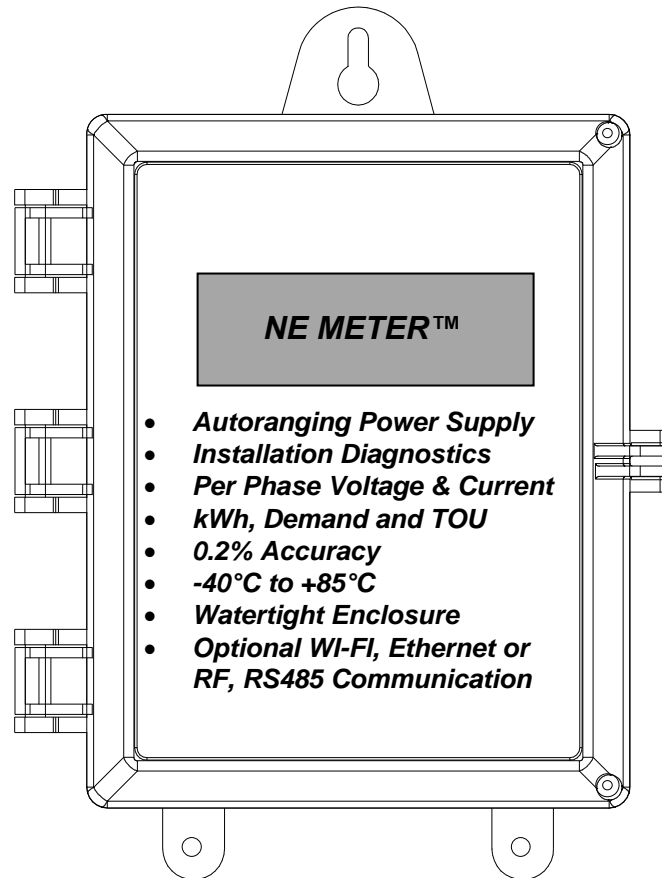 NE METER™
• Autoranging Power Supply
• Installation Diagnostics
• Per Phase Voltage & Current
• kWh, Demand and TOU
• 0.2% Accuracy
• -40°C to +85°C
• Watertight Enclosure
• Optional WI-FI, Ethernet or
RF, RS485 Communication